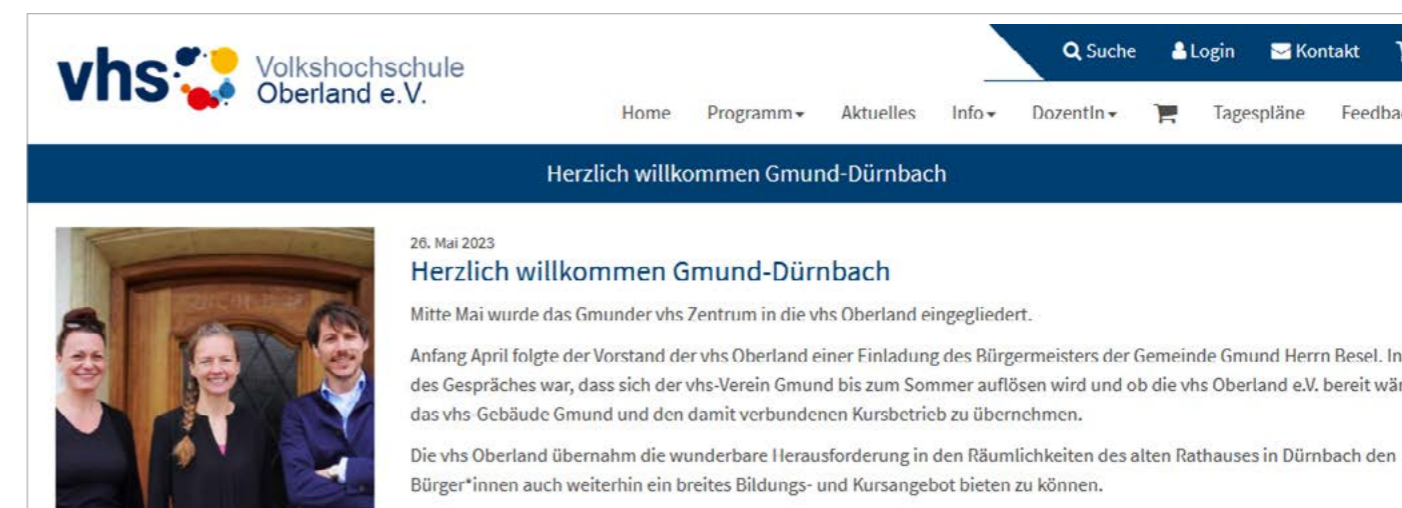 vhs Volkshochschule
Oberland e.V.
Suche Login Kontakt
Home Programm Aktuelles Info DozentIn Tagespläne Feedba
Herzlich willkommen Gmund-Dürnbach
26. Mai 2023
Herzlich willkommen Gmund-Dürnbach
Mitte Mai wurde das Gmunder vhs Zentrum in die vhs Oberland eingegliedert.
Anfang April folgte der Vorstand der vhs Oberland einer Einladung des Bürgermeisters der Gemeinde Gmund Herrn Besel. In
des Gespräches war, dass sich der vhs-Verein Gmund bis zum Sommer auflösen wird und ob die vhs Oberland e.V. bereit wär
das vhs-Gebäude Gmund und den damit verbundenen Kursbetrieb zu übernehmen.
Die vhs Oberland übernahm die wunderbare Herausforderung in den Räumlichkeiten des alten Rathauses in Dürnbach den
Bürger*innen auch weiterhin ein breites Bildungs- und Kursangebot bieten zu können.